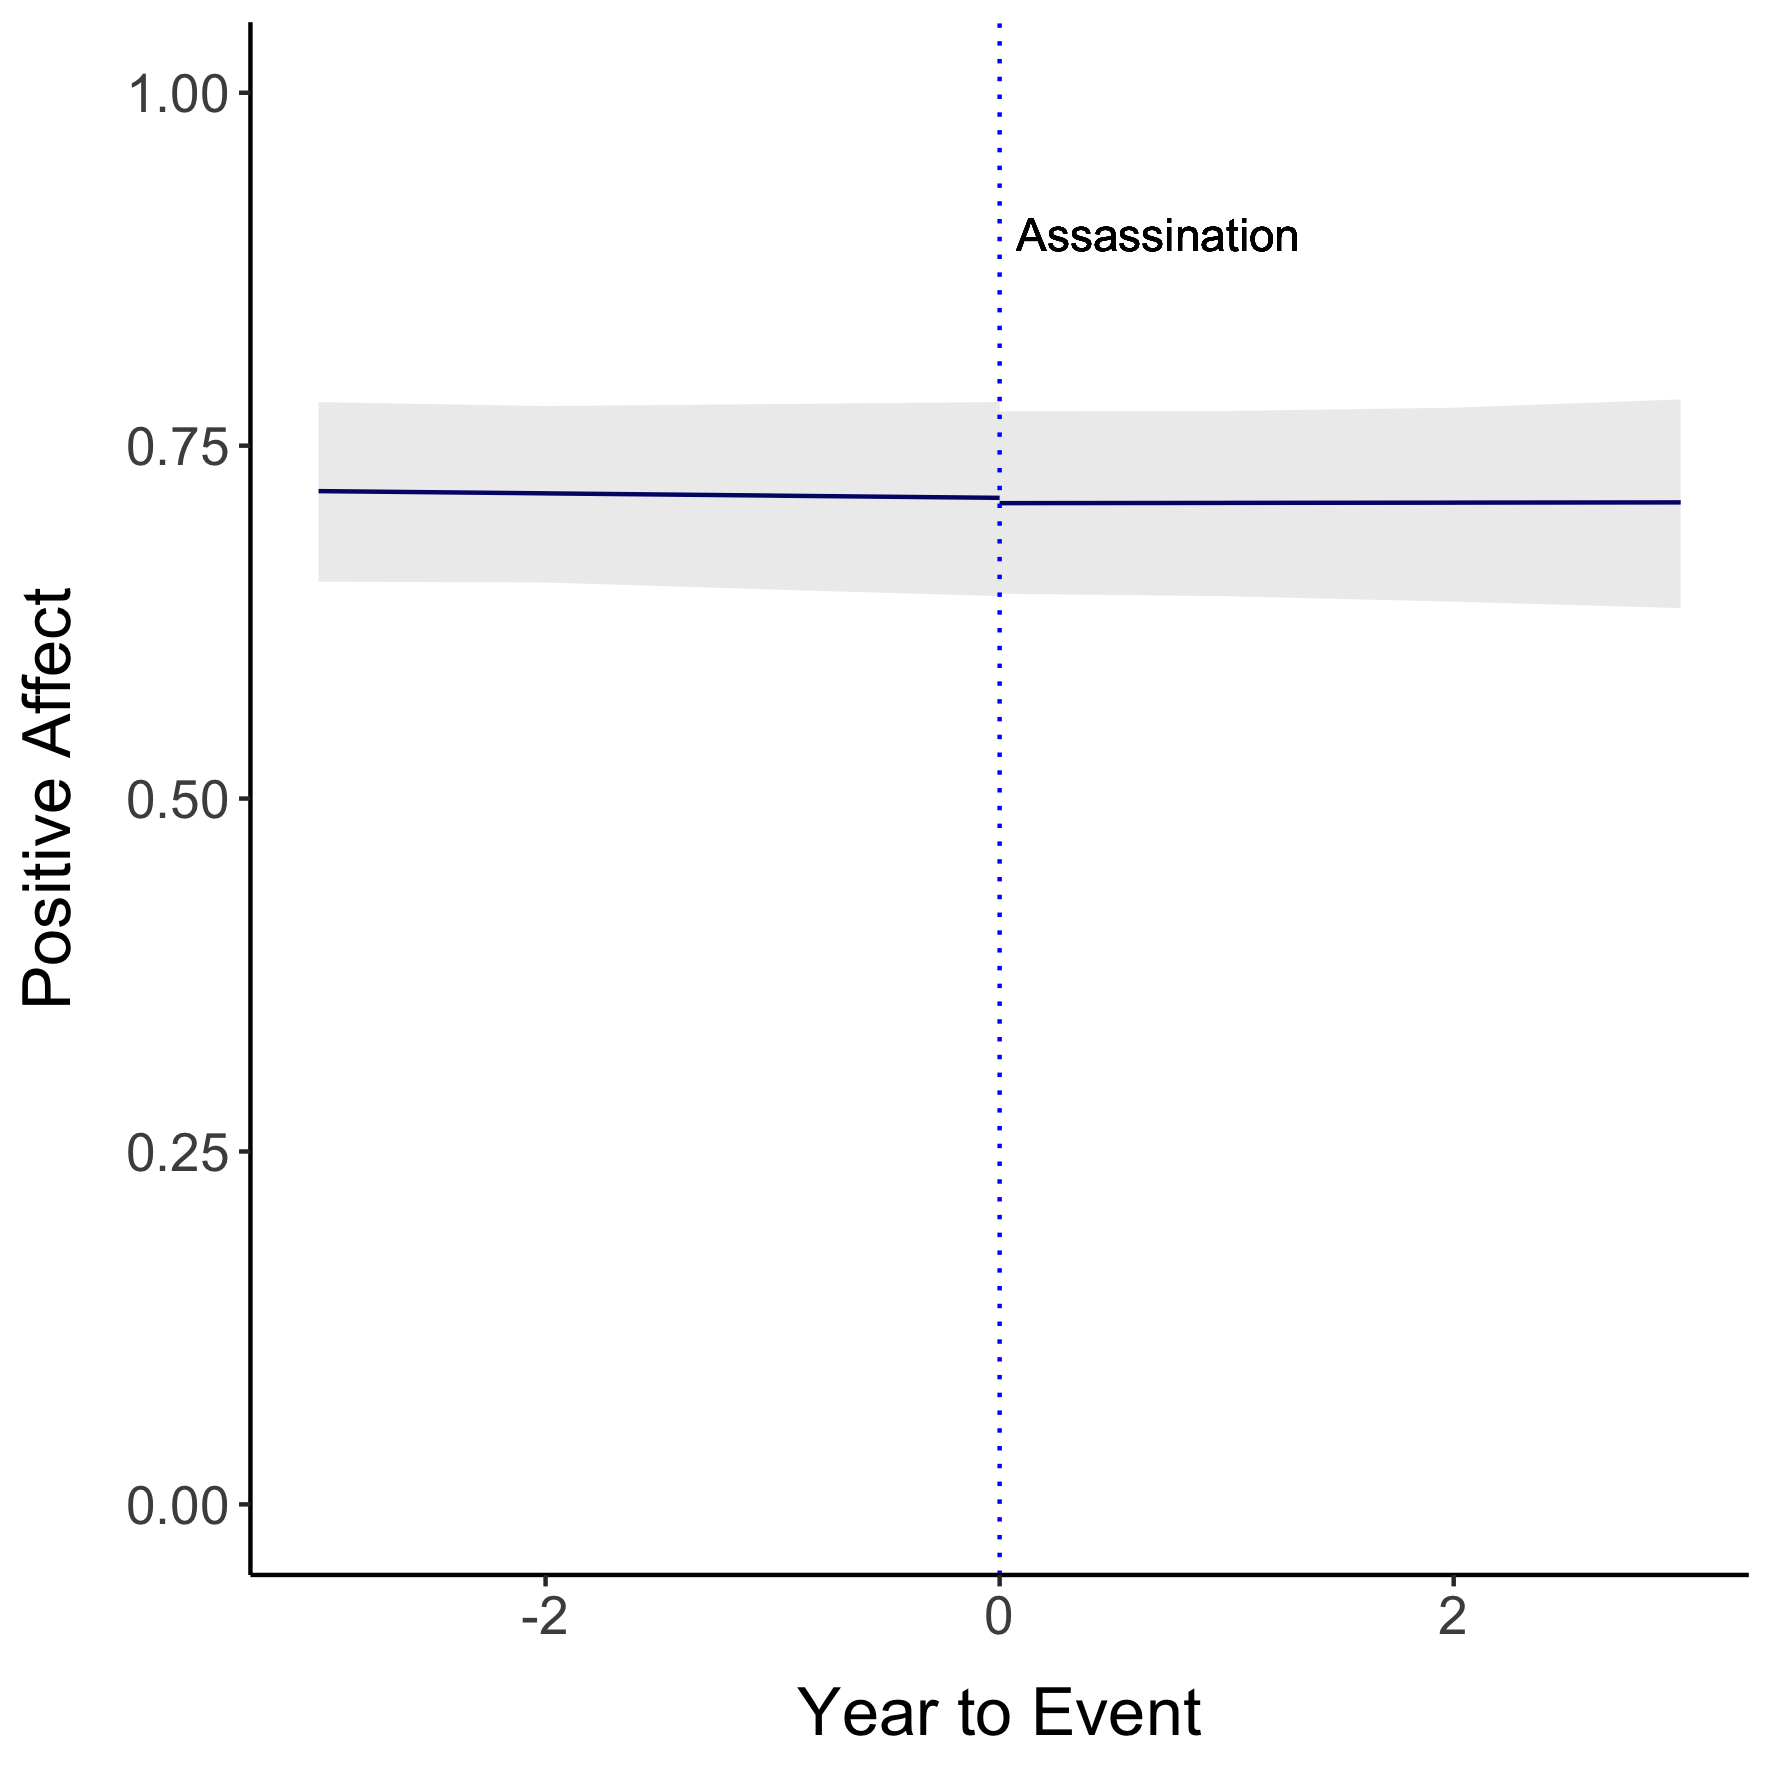 1.00
Assassination
0.75
0.50
0.25
0.00
Positive Affect
-2 0 2
Year to Event